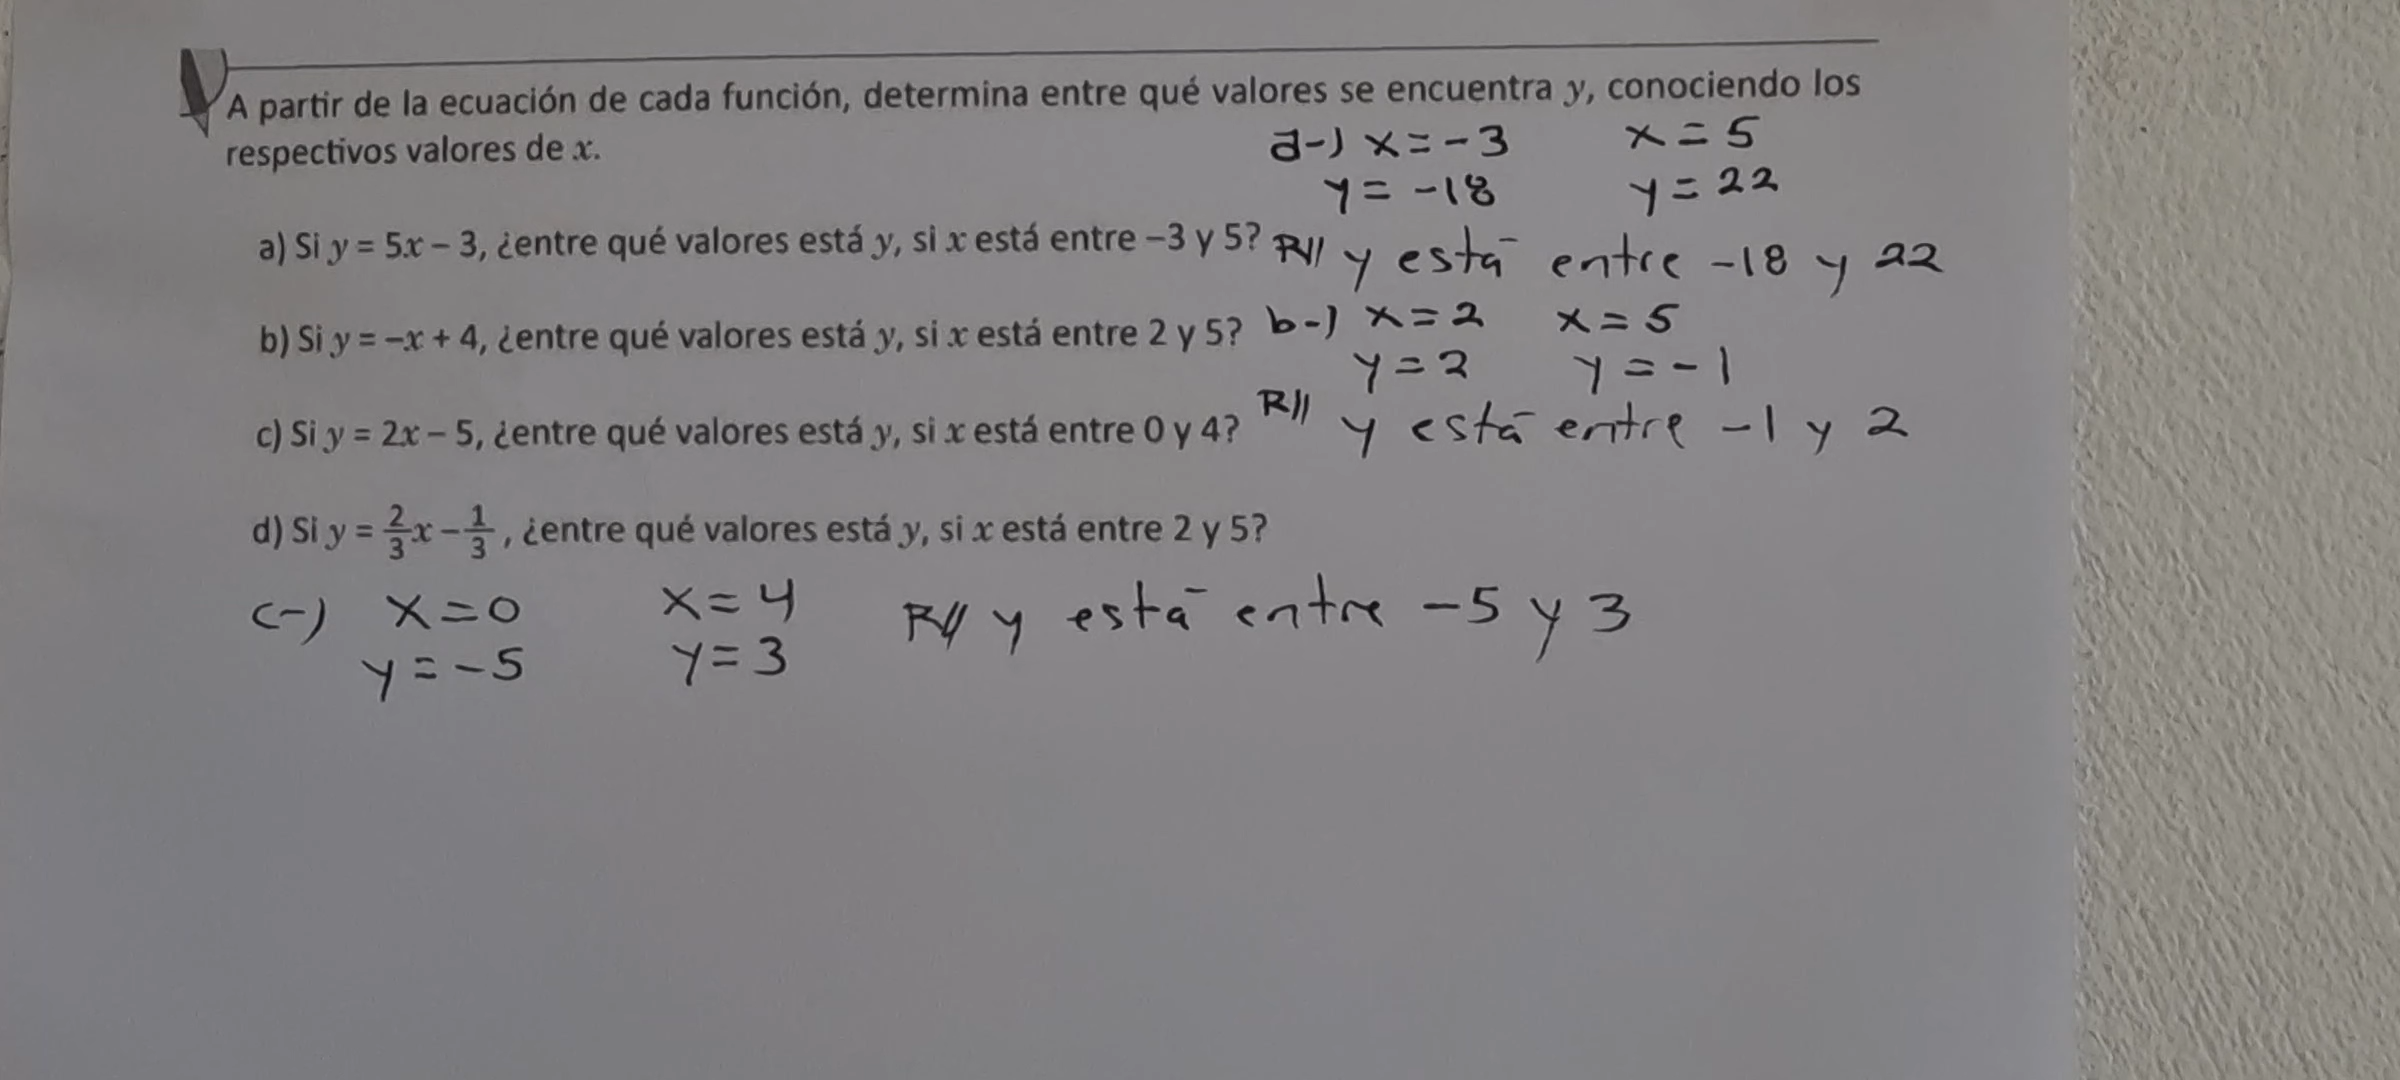 A partir de la ecuación de cada función, determina entre qué valores se encuentra y, conociendo los
respectivos valores de x.
a-) x = -3 x = 5
y = -18 y = 22
a) Si y = 5x – 3, ¿entre qué valores está y, si x está entre –3 y 5?
R// y está entre -18 y 22
b) Si y = –x + 4, ¿entre qué valores está y, si x está entre 2 y 5?
b-) x = 2 x = 5
y = 2 y = -1
c) Si y = 2x – 5, ¿entre qué valores está y, si x está entre 0 y 4?
R// y está entre -1 y 2
d) Si y = 2/3 x – 1/3, ¿entre qué valores está y, si x está entre 2 y 5?
c-) x = 0 x = 4 R// y está entre -5 y 3
y = -5 y = 3